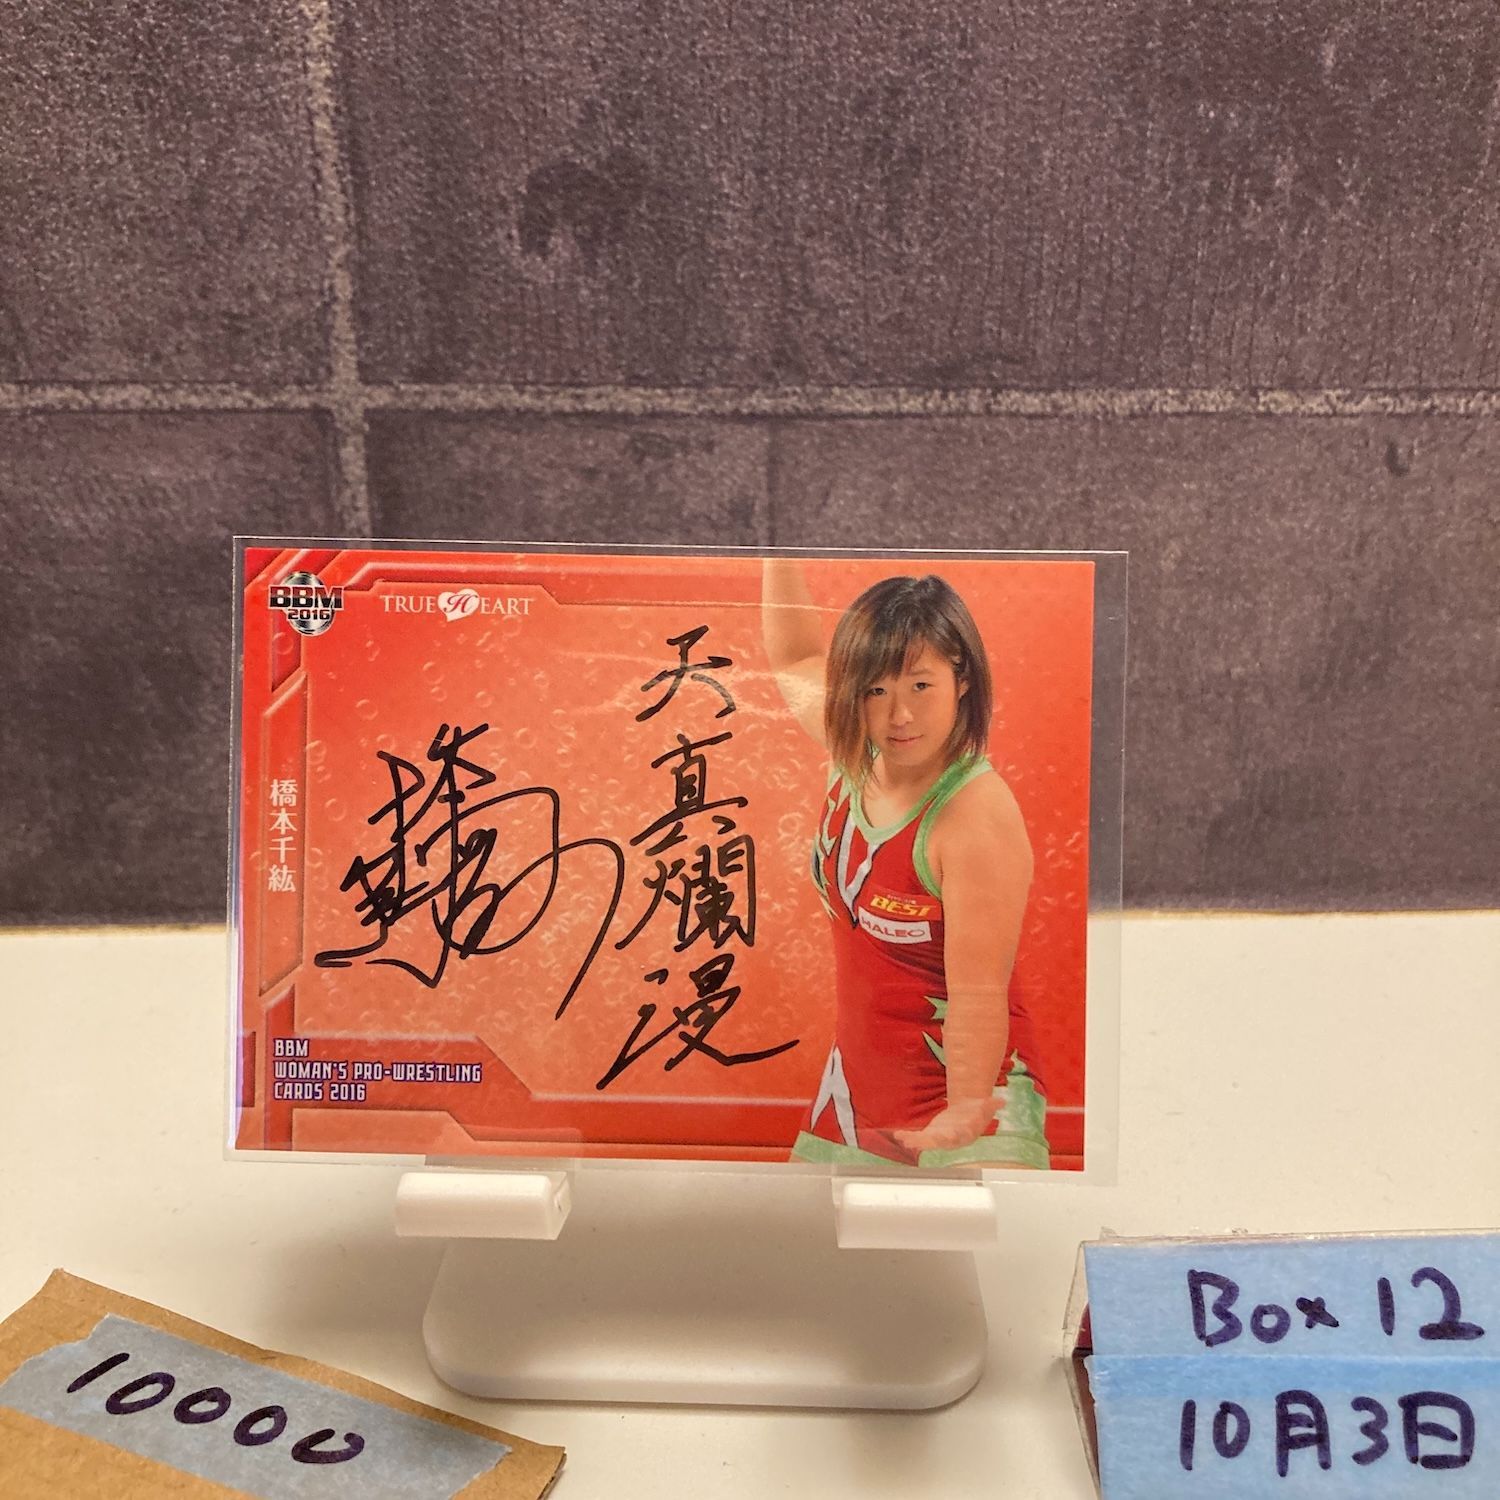 BBM
2016
TRUE HEART
橋本千紘
天真爛漫
BEST
MALEO
BBM
WOMAN'S PRO-WRESTLING
CARDS 2016
10000
Box 12
10月3日